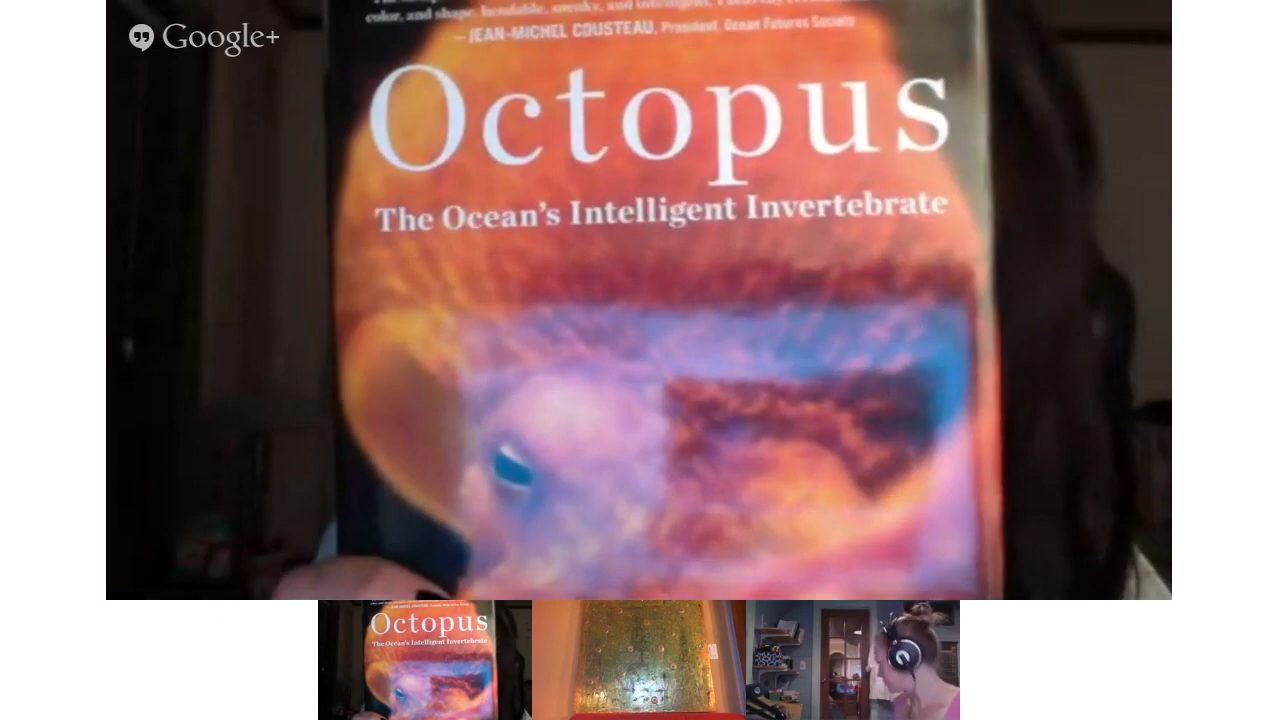 Google+
color, and shape. bendable, sneaky, and intelligent.
— JEAN-MICHEL COUSTEAU, President, Ocean Futures Society
Octopus
The Ocean's Intelligent Invertebrate
Octopus
The Ocean's Intelligent Invertebrate